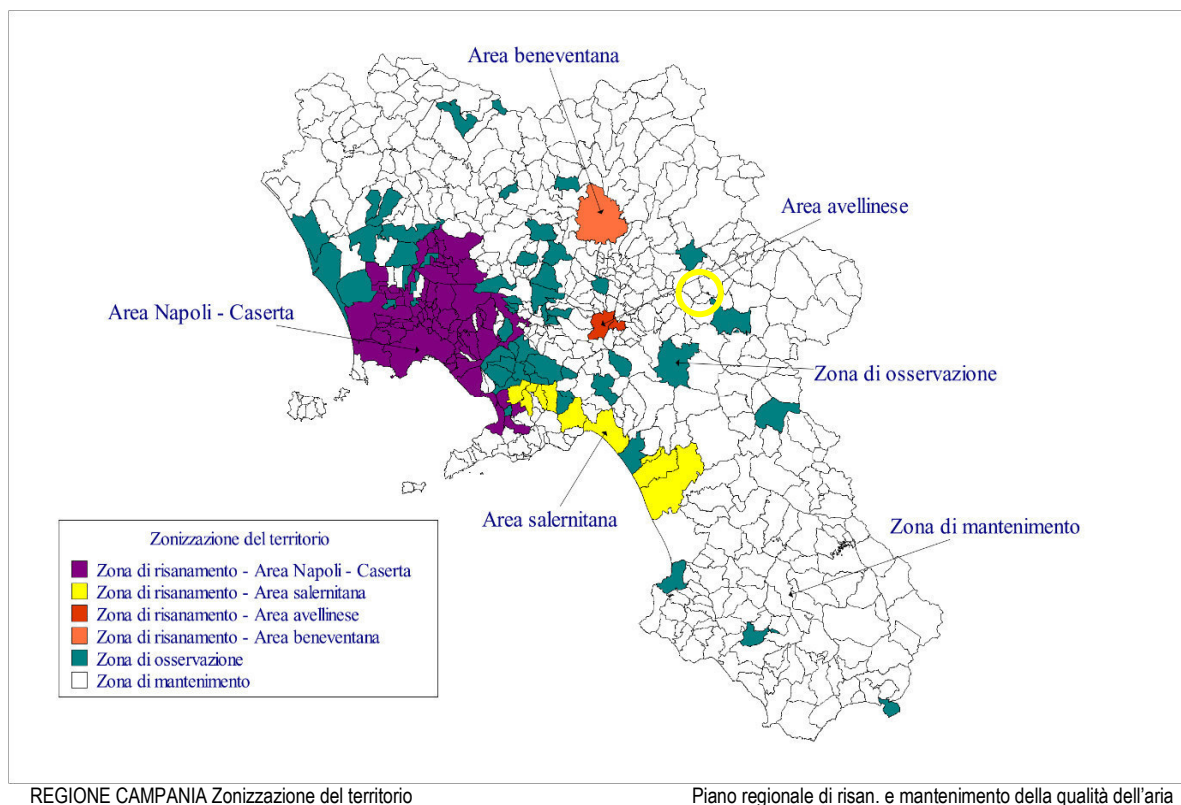 Area beneventana
Area avellinese
Area Napoli - Caserta
Zona di osservazione
Area salernitana
Zona di mantenimento
Zonizzazione del territorio
Zona di risanamento - Area Napoli - Caserta
Zona di risanamento - Area salernitana
Zona di risanamento - Area avellinese
Zona di risanamento - Area beneventana
Zona di osservazione
Zona di mantenimento
REGIONE CAMPANIA Zonizzazione del territorio
Piano regionale di risan. e mantenimento della qualità dell'aria